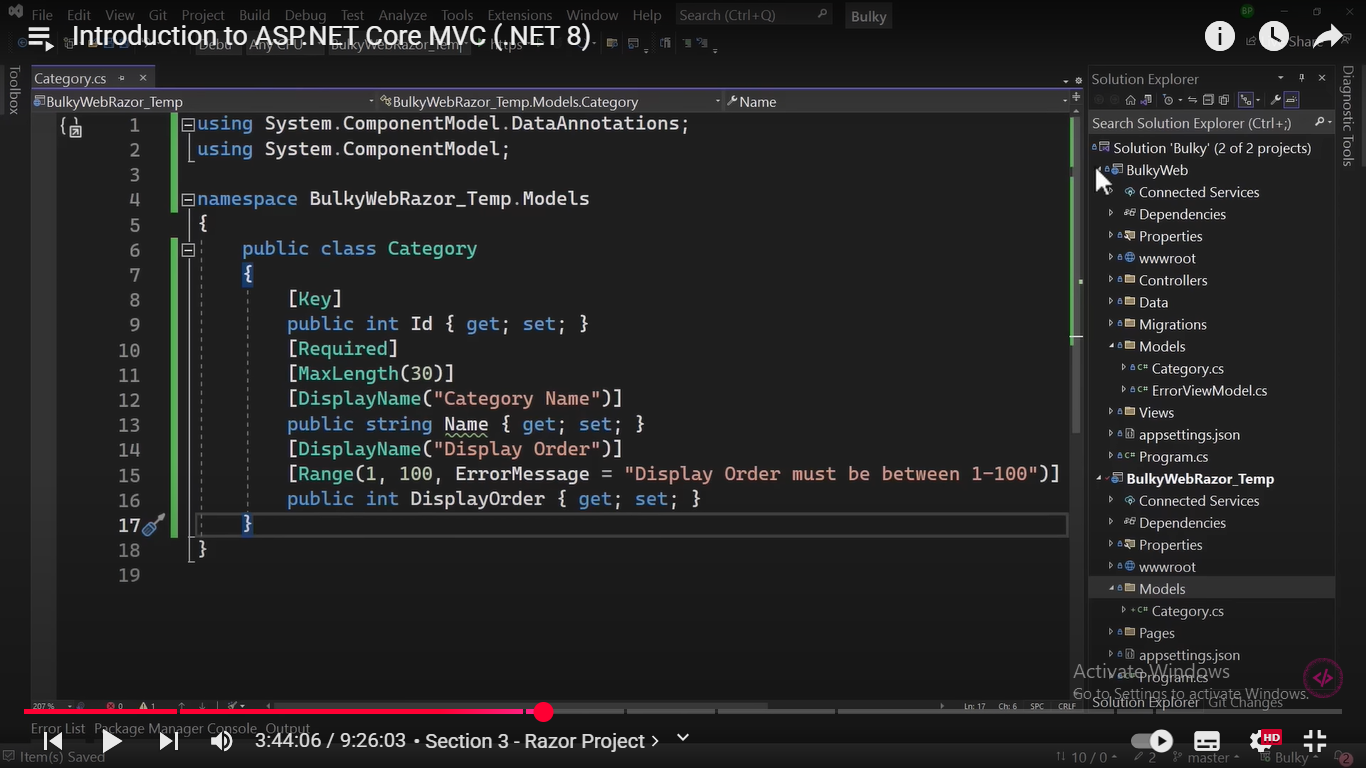 File Edit View Git Project Build Debug Test Analyze Tools Extensions Window Help Search (Ctrl+Q) Bulky
Introduction to ASP.NET Core MVC (.NET 8)
Debug Any CPU BulkyWebRazor_Temp https Share
Toolbox
Category.cs
BulkyWebRazor_Temp BulkyWebRazor_Temp.Models.Category Name
1 using System.ComponentModel.DataAnnotations;
2 using System.ComponentModel;
3
4 namespace BulkyWebRazor_Temp.Models
5 {
6 public class Category
7 {
8 [Key]
9 public int Id { get; set; }
10 [Required]
11 [MaxLength(30)]
12 [DisplayName("Category Name")]
13 public string Name { get; set; }
14 [DisplayName("Display Order")]
15 [Range(1, 100, ErrorMessage = "Display Order must be between 1-100")]
16 public int DisplayOrder { get; set; }
17 }
18 }
19
Solution Explorer
Search Solution Explorer (Ctrl+;)
Solution 'Bulky' (2 of 2 projects)
BulkyWeb
Connected Services
Dependencies
Properties
wwwroot
Controllers
Data
Migrations
Models
C# Category.cs
C# ErrorViewModel.cs
Views
appsettings.json
C# Program.cs
BulkyWebRazor_Temp
Connected Services
Dependencies
Properties
wwwroot
Models
C# Category.cs
Pages
appsettings.json
C# Program.cs
Diagnostic Tools
Activate Windows
Go to Settings to activate Windows.
Solution Explorer Git Changes
207 % 0 1 Ln: 17 Ch: 6 SPC CRLF
Error List Package Manager Console Output
3:44:06 / 9:26:03 • Section 3 - Razor Project HD
Item(s) Saved 10 / 0 2 master Bulky 2